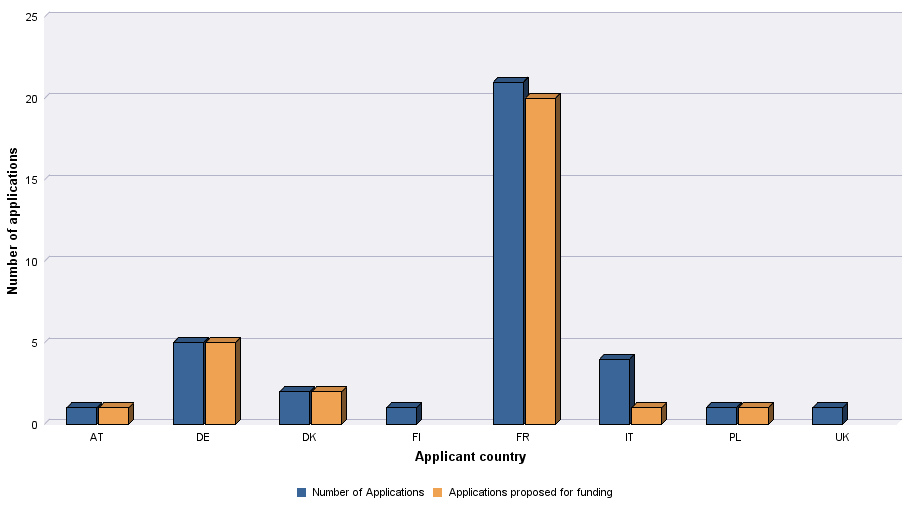 25
20
15
10
5
0
Number of applications
AT DE DK FI FR IT PL UK
Applicant country
Number of Applications Applications proposed for funding